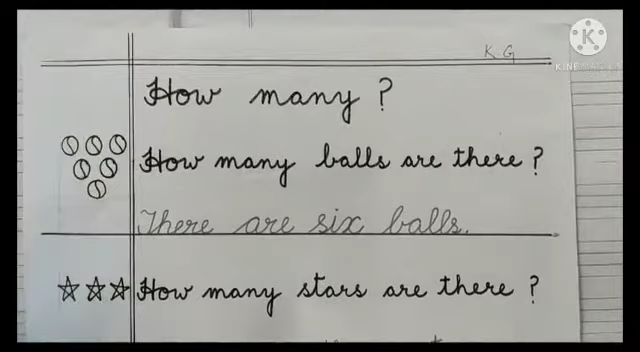 K.G
How many ?
How many balls are there ?
There are six balls.
How many stars are there ?